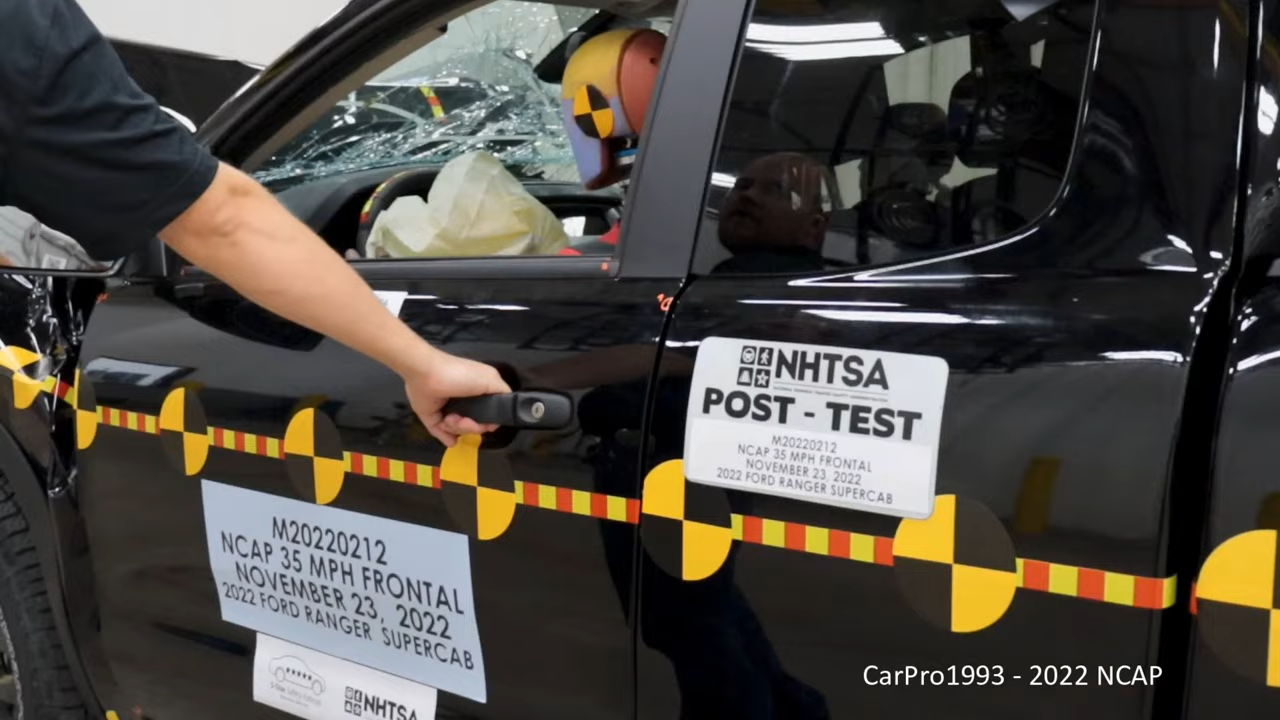 NHTSA
POST - TEST
M20220212
NCAP 35 MPH FRONTAL
NOVEMBER 23, 2022
2022 FORD RANGER SUPERCAB
M20220212
NCAP 35 MPH FRONTAL
NOVEMBER 23, 2022
2022 FORD RANGER SUPERCAB
NHTSA
CarPro1993 - 2022 NCAP